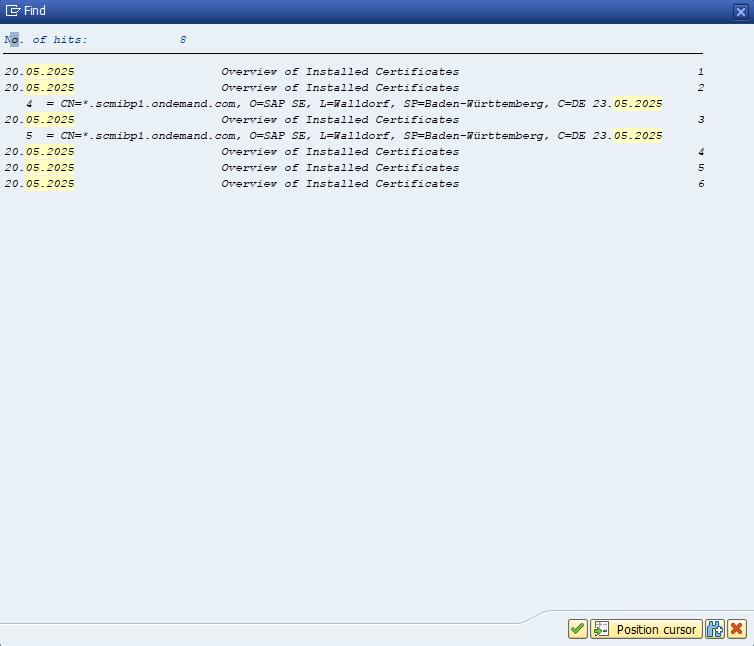 Find
No. of hits: 8
20.05.2025 Overview of Installed Certificates 1
20.05.2025 Overview of Installed Certificates 2
4 = CN=*.scmibp1.ondemand.com, O=SAP SE, L=Walldorf, SP=Baden-Württemberg, C=DE 23.05.2025
20.05.2025 Overview of Installed Certificates 3
5 = CN=*.scmibp1.ondemand.com, O=SAP SE, L=Walldorf, SP=Baden-Württemberg, C=DE 23.05.2025
20.05.2025 Overview of Installed Certificates 4
20.05.2025 Overview of Installed Certificates 5
20.05.2025 Overview of Installed Certificates 6
Position cursor